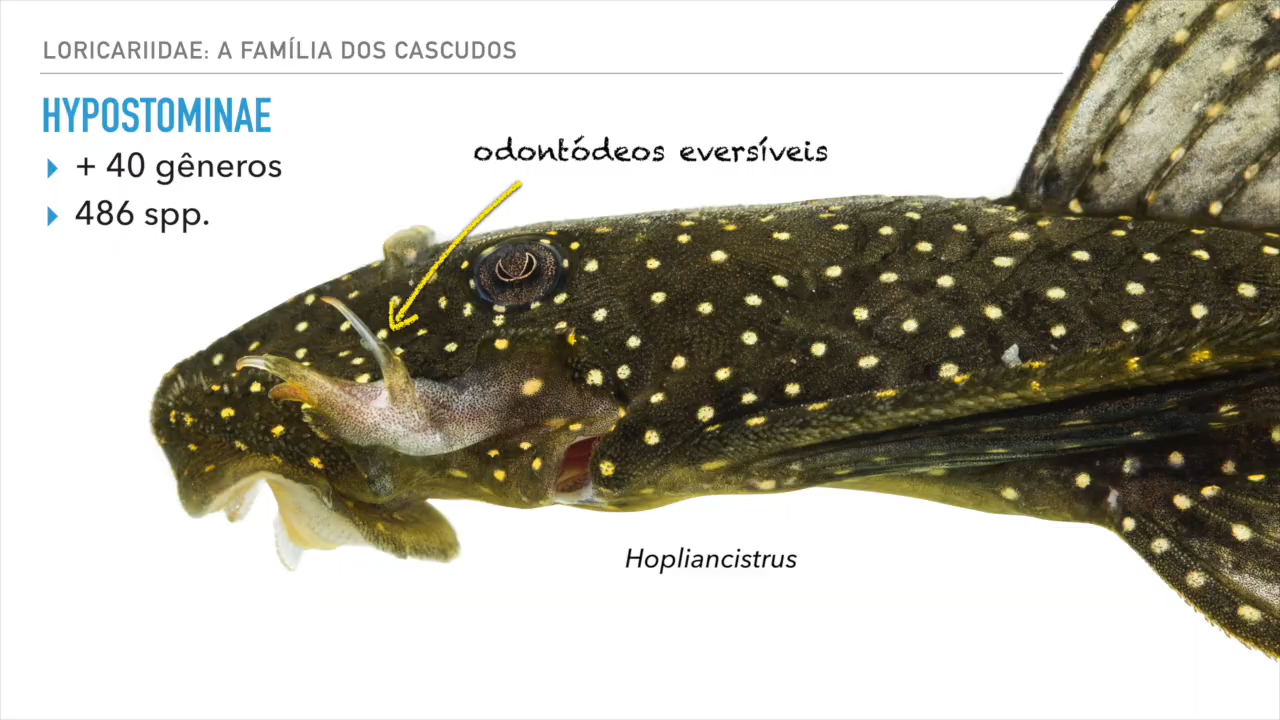 LORICARIIDAE: A FAMÍLIA DOS CASCUDOS
HYPOSTOMINAE
+ 40 gêneros
486 spp.
odontódeos eversíveis
Hopliancistrus